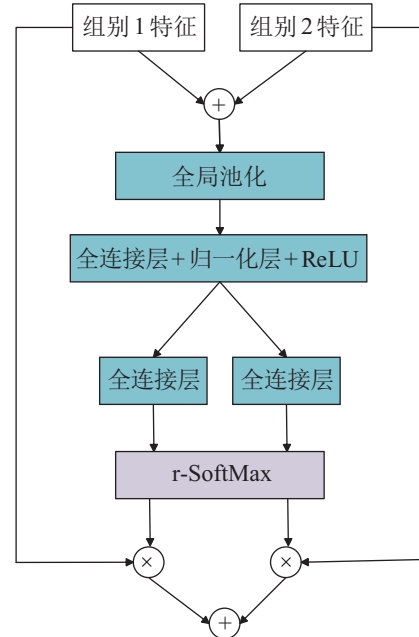 组别1特征
组别2特征
+
全局池化
全连接层+归一化层+ReLU
全连接层
全连接层
r-SoftMax
×
×
+